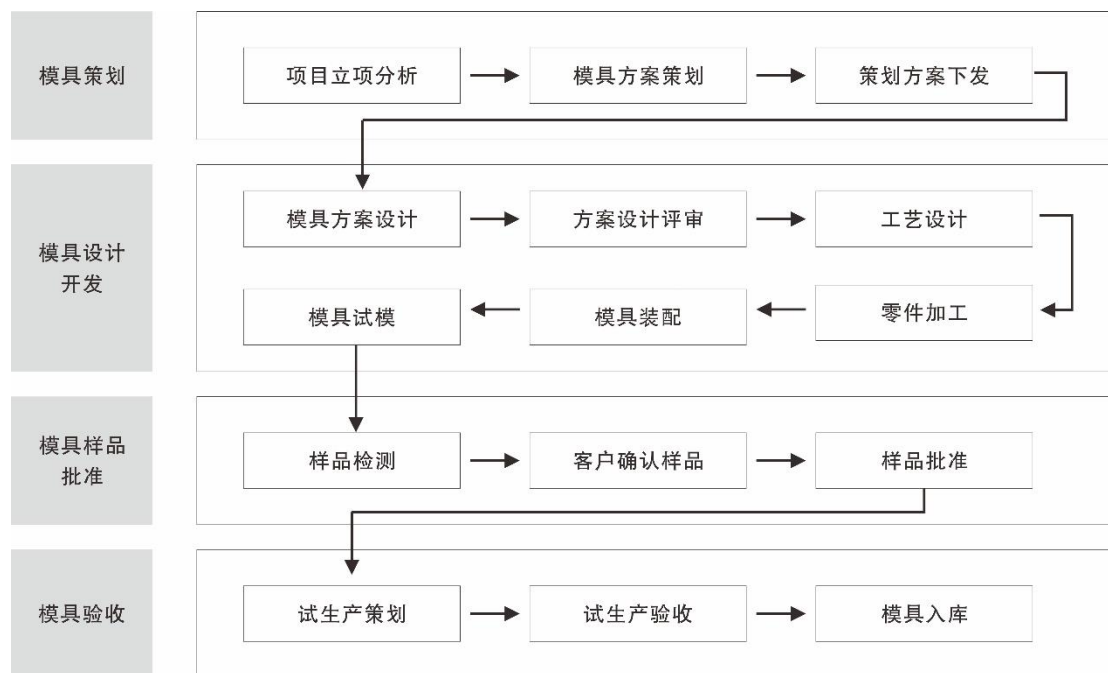 模具策划
项目立项分析
模具方案策划
策划方案下发
模具设计
开发
模具方案设计
方案设计评审
工艺设计
模具试模
模具装配
零件加工
模具样品
批准
样品检测
客户确认样品
样品批准
模具验收
试生产策划
试生产验收
模具入库